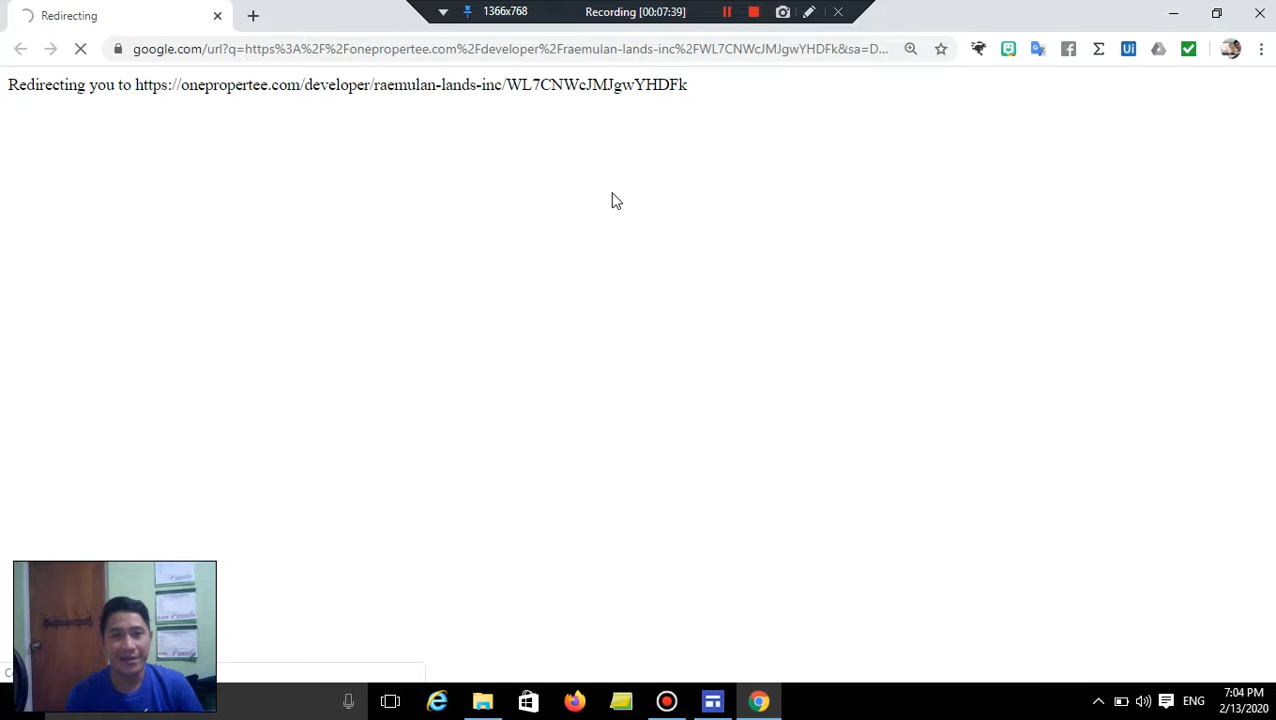 Redirecting
1366x768
Recording [00:07:39]
google.com/url?q=https%3A%2F%2Fonepropertee.com%2Fdeveloper%2Fraemulan-lands-inc%2FWL7CNWcJMJgwYHDFk&sa=D...
Redirecting you to https://onepropertee.com/developer/raemulan-lands-inc/WL7CNWcJMJgwYHDFk
ENG
7:04 PM
2/13/2020